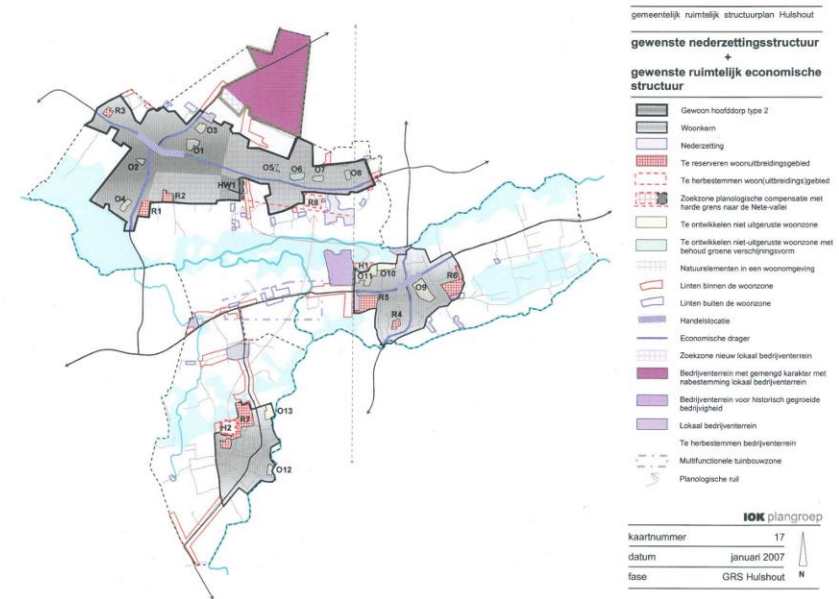 gemeentelijk ruimtelijk structuurplan Hulshout
gewenste nederzettingsstructuur
+
gewenste ruimtelijk economische
structuur
Gewoon hoofddorp type 2
Woonkern
Nederzetting
Te reserveren woonuitbreidingsgebied
Te herbestemmen woon(uitbreidings)gebied
Zoekzone planologische compensatie met
harde grens naar de Nete-vallei
Te ontwikkelen niet uitgeruste woonzone
Te ontwikkelen niet-uitgeruste woonzone met
behoud groene verschijningsvorm
Natuurelementen in een woonomgeving
Linten binnen de woonzone
Linten buiten de woonzone
Handelslocatie
Economische drager
Zoekzone nieuw lokaal bedrijventerrein
Bedrijventerrein met gemengd karakter met
nabestemming lokaal bedrijventerrein
Bedrijventerrein voor historisch gegroeide
bedrijvigheid
Lokaal bedrijventerrein
Te herbestemmen bedrijventerrein
Multifunctionele tuinbouwzone
Planologische ruil
IOK plangroep
kaartnummer 17
datum januari 2007
fase GRS Hulshout
N
R3
O3
O1
O2
O5
O6
O7
O8
HW1
O4
R2
R1
R8
H1
O10
O11
R6
O9
R5
R4
O13
R7
H2
O12